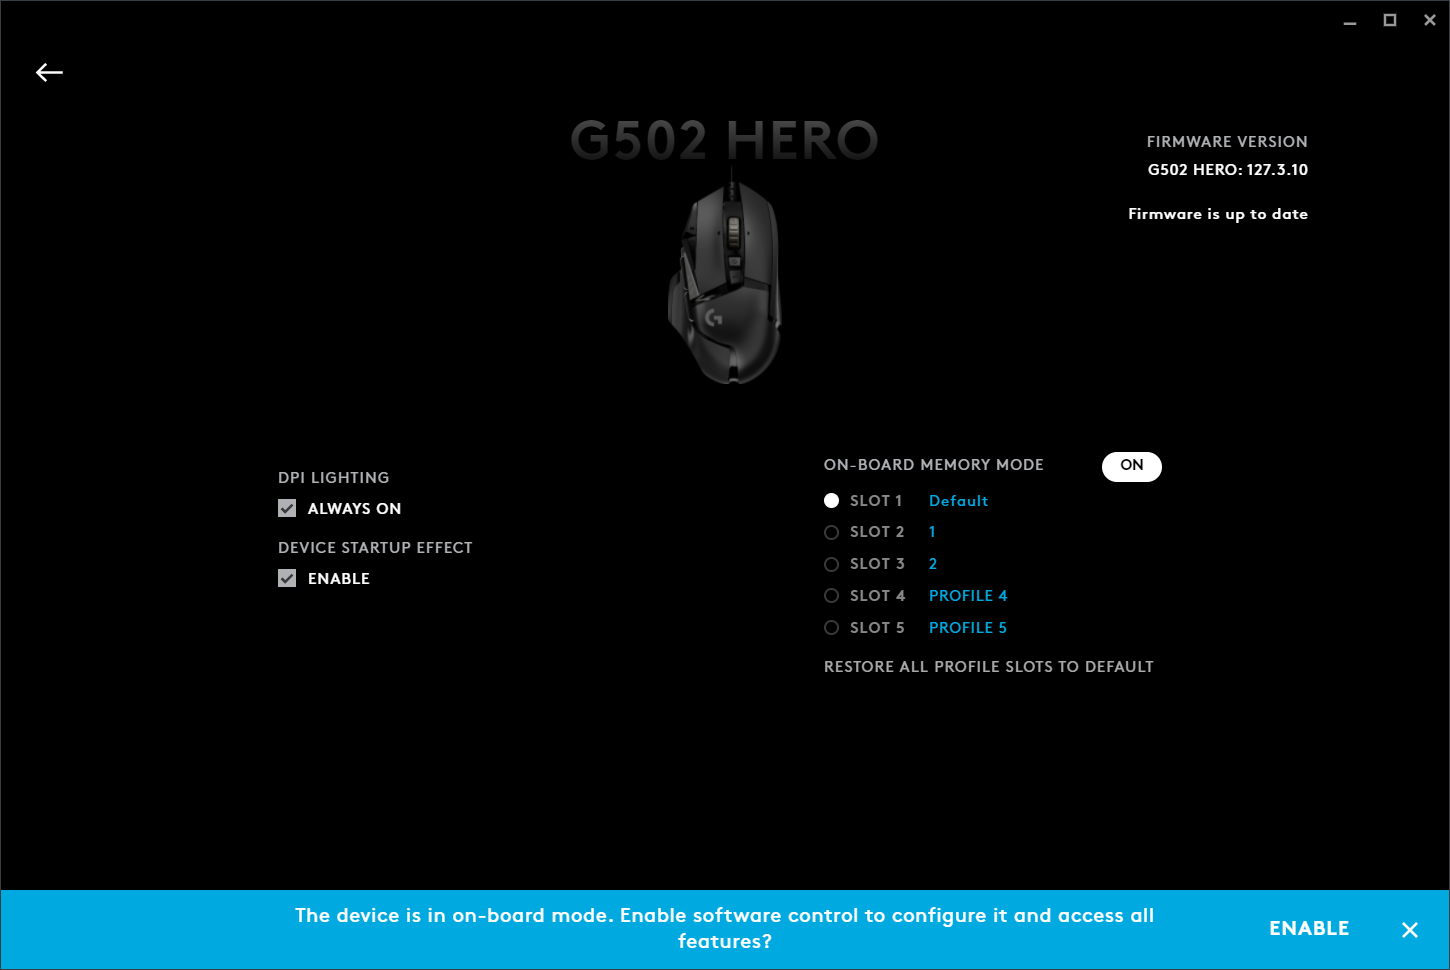 G502 HERO
FIRMWARE VERSION
G502 HERO: 127.3.10
Firmware is up to date
DPI LIGHTING
ALWAYS ON
DEVICE STARTUP EFFECT
ENABLE
ON-BOARD MEMORY MODE ON
SLOT 1 Default
SLOT 2 1
SLOT 3 2
SLOT 4 PROFILE 4
SLOT 5 PROFILE 5
RESTORE ALL PROFILE SLOTS TO DEFAULT
The device is in on-board mode. Enable software control to configure it and access all
features?
ENABLE